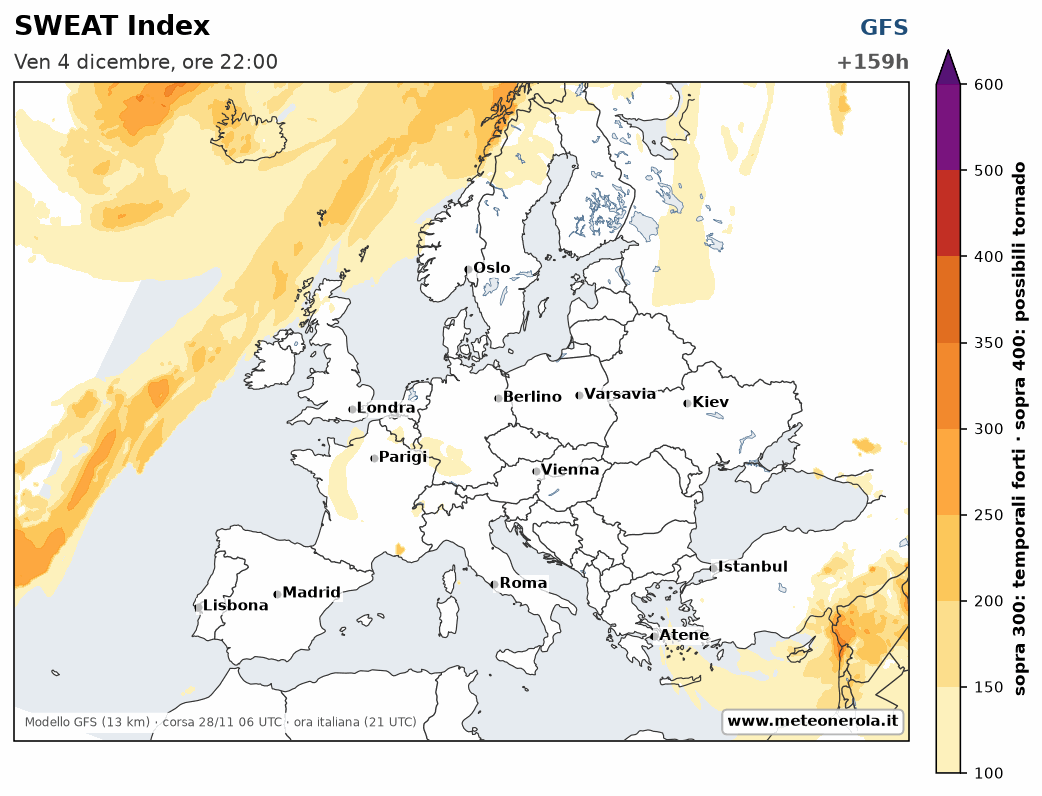 SWEAT Index
GFS
Ven 4 dicembre, ore 22:00
+159h
Oslo
Berlino
Varsavia
Kiev
Londra
Parigi
Vienna
Istanbul
Roma
Madrid
Lisbona
Atene
Modello GFS (13 km) · corsa 28/11 06 UTC · ora italiana (21 UTC)
www.meteonerola.it
600
500
400
350
300
250
200
150
100
sopra 300: temporali forti · sopra 400: possibili tornado